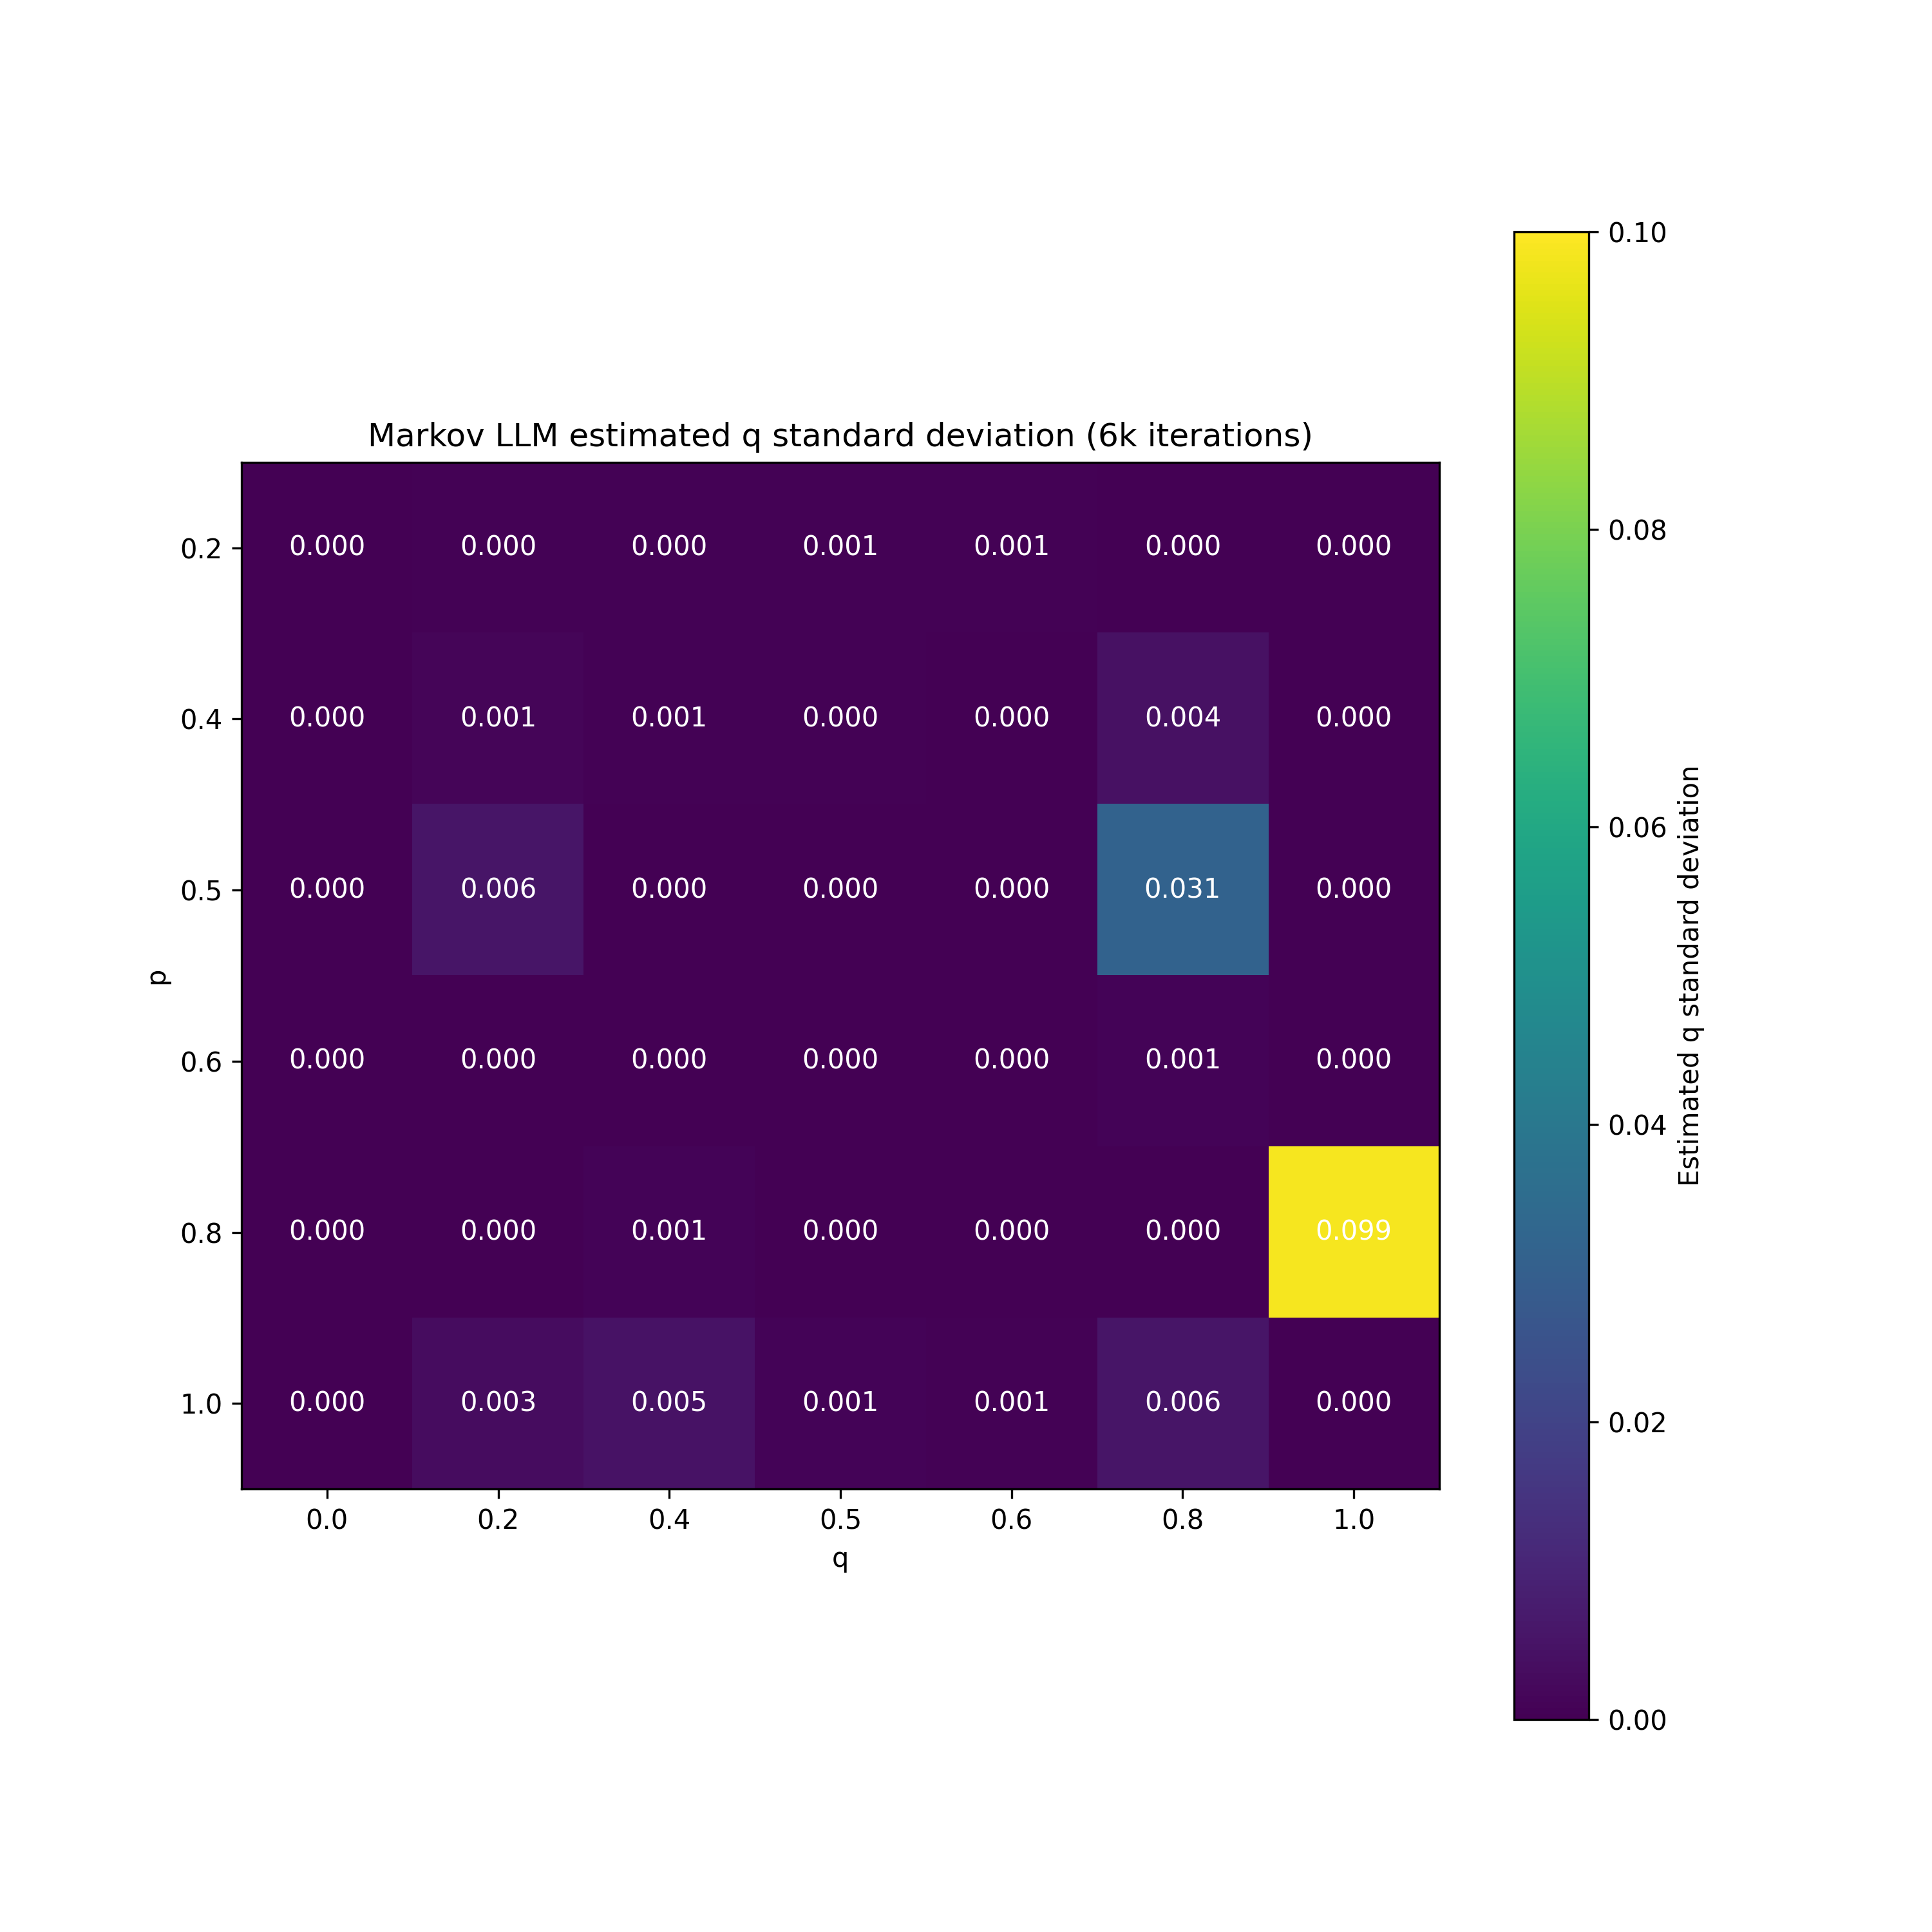 Markov LLM estimated q standard deviation (6k iterations)
p
0.2 0.000 0.000 0.000 0.001 0.001 0.000 0.000
0.4 0.000 0.001 0.001 0.000 0.000 0.004 0.000
0.5 0.000 0.006 0.000 0.000 0.000 0.031 0.000
0.6 0.000 0.000 0.000 0.000 0.000 0.001 0.000
0.8 0.000 0.000 0.001 0.000 0.000 0.000 0.099
1.0 0.000 0.003 0.005 0.001 0.001 0.006 0.000
0.0 0.2 0.4 0.5 0.6 0.8 1.0
q
0.10
0.08
0.06
0.04
0.02
0.00
Estimated q standard deviation